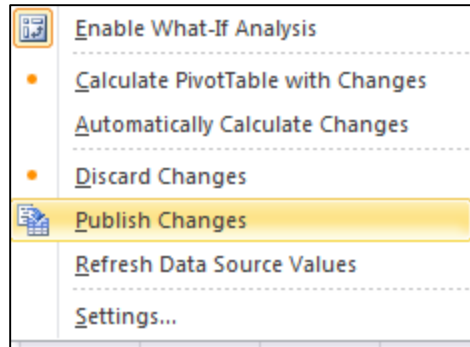 Enable What-If Analysis
Calculate PivotTable with Changes
Automatically Calculate Changes
Discard Changes
Publish Changes
Refresh Data Source Values
Settings...